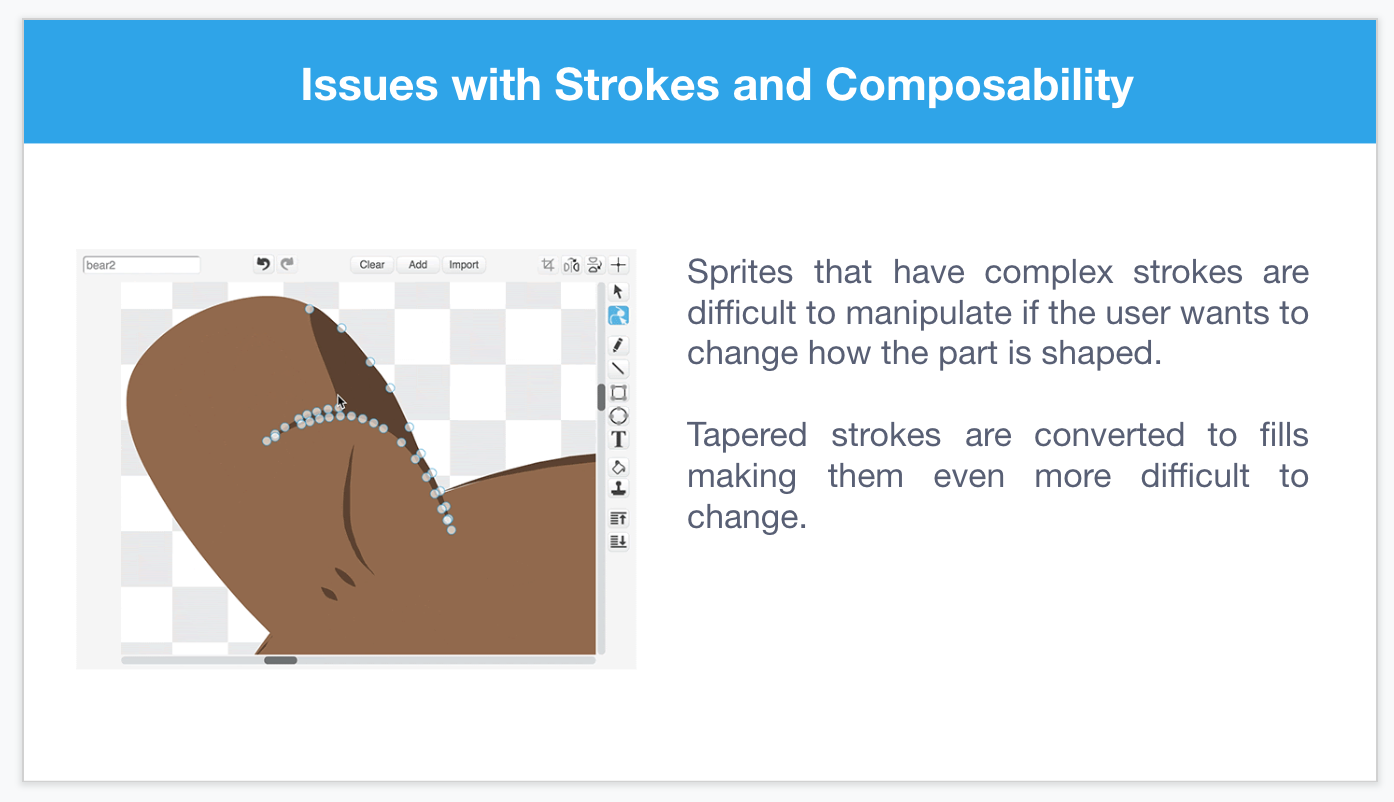 Issues with Strokes and Composability
bear2
Clear
Add
Import
T
Sprites that have complex strokes are
difficult to manipulate if the user wants to
change how the part is shaped.
Tapered strokes are converted to fills
making them even more difficult to
change.